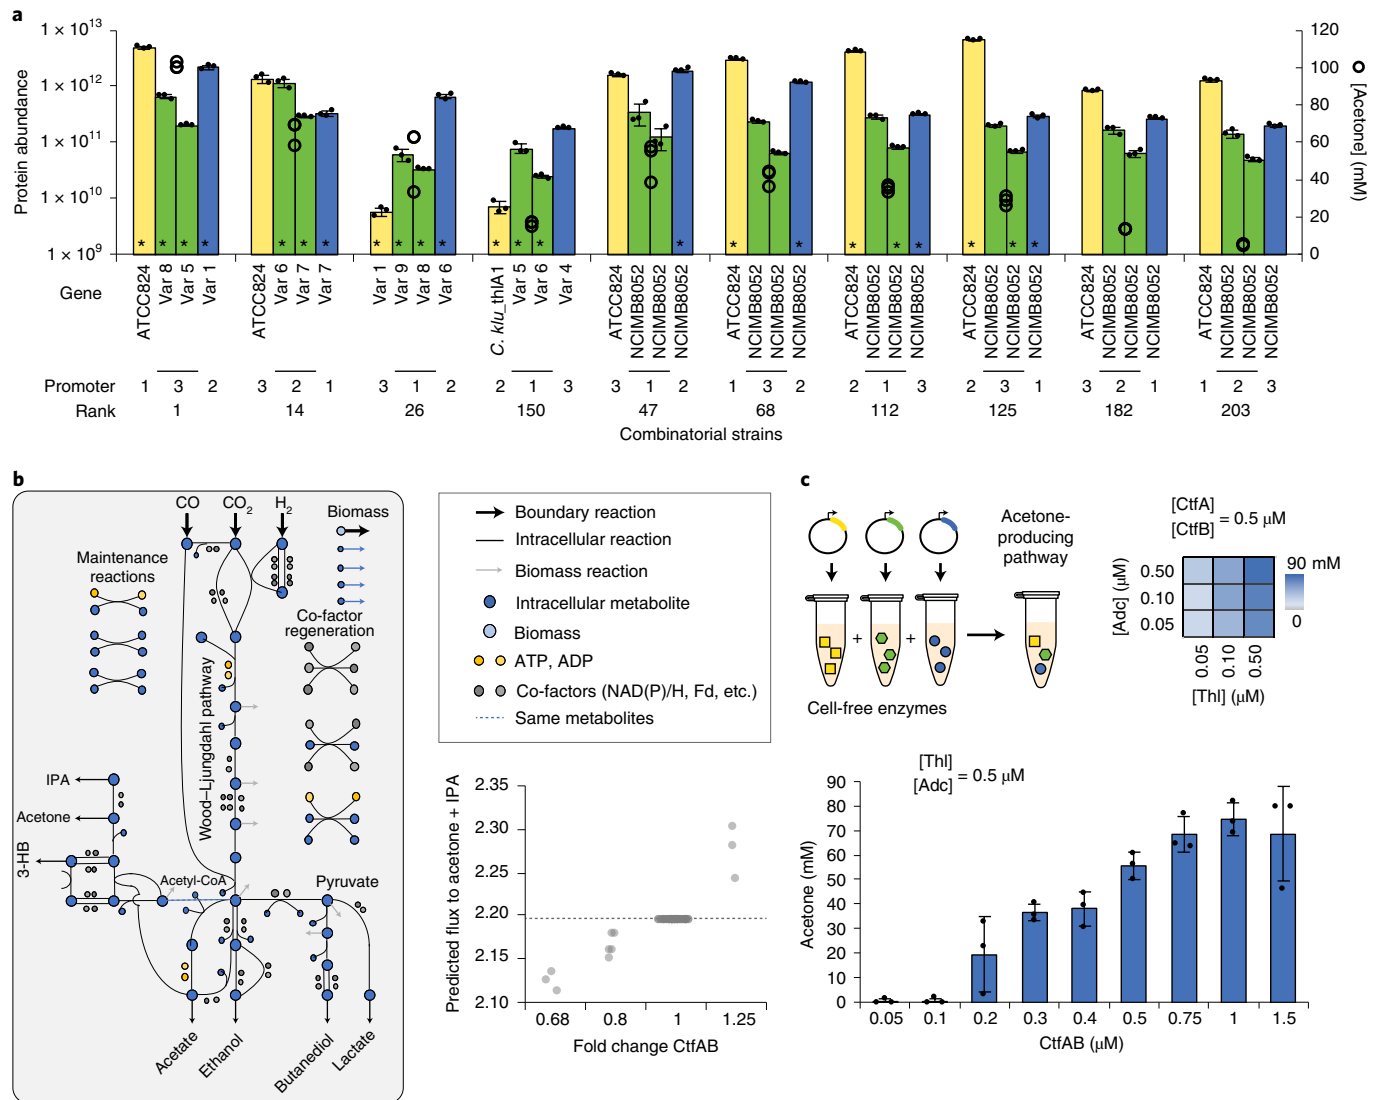 a
1 × 10¹³
1 × 10¹²
1 × 10¹¹
1 × 10¹⁰
1 × 10⁹
Protein abundance
120
100
80
60
40
20
0
[Acetone] (mM)
* * * *
* * *
* * * *
* * *
*
* *
* * *
* * *
Gene
ATCC824
Var 8
Var 5
Var 1
ATCC824
Var 6
Var 7
Var 7
Var 1
Var 9
Var 8
Var 6
C. klu_thlA1
Var 5
Var 6
Var 4
ATCC824
NCIMB8052
NCIMB8052
NCIMB8052
ATCC824
NCIMB8052
NCIMB8052
NCIMB8052
ATCC824
NCIMB8052
NCIMB8052
NCIMB8052
ATCC824
NCIMB8052
NCIMB8052
NCIMB8052
ATCC824
NCIMB8052
NCIMB8052
NCIMB8052
ATCC824
NCIMB8052
NCIMB8052
NCIMB8052
Promoter 1 3 2 3 2 1 3 1 2 2 1 3 3 1 2 1 3 2 2 1 3 2 3 1 3 2 1 1 2 3
Rank 1 14 26 150 47 68 112 125 182 203
Combinatorial strains
b
CO CO₂ H₂
Biomass
Maintenance
reactions
Co-factor
regeneration
Wood–Ljungdahl pathway
IPA
Acetone
3-HB
Acetyl-CoA
Pyruvate
Acetate
Ethanol
Butanediol
Lactate
Boundary reaction
Intracellular reaction
Biomass reaction
Intracellular metabolite
Biomass
ATP, ADP
Co-factors (NAD(P)/H, Fd, etc.)
Same metabolites
Predicted flux to acetone + IPA
2.35
2.30
2.25
2.20
2.15
2.10
0.68 0.8 1 1.25
Fold change CtfAB
c
+ +
Cell-free enzymes
Acetone-
producing
pathway
[CtfA]
[CtfB]
= 0.5 µM
[Adc] (µM)
0.50
0.10
0.05
0.05
0.10
0.50
[Thl] (µM)
90 mM
0
[Thl]
[Adc]
= 0.5 µM
Acetone (mM)
90
80
70
60
50
40
30
20
10
0
0.05 0.1 0.2 0.3 0.4 0.5 0.75 1 1.5
CtfAB (µM)